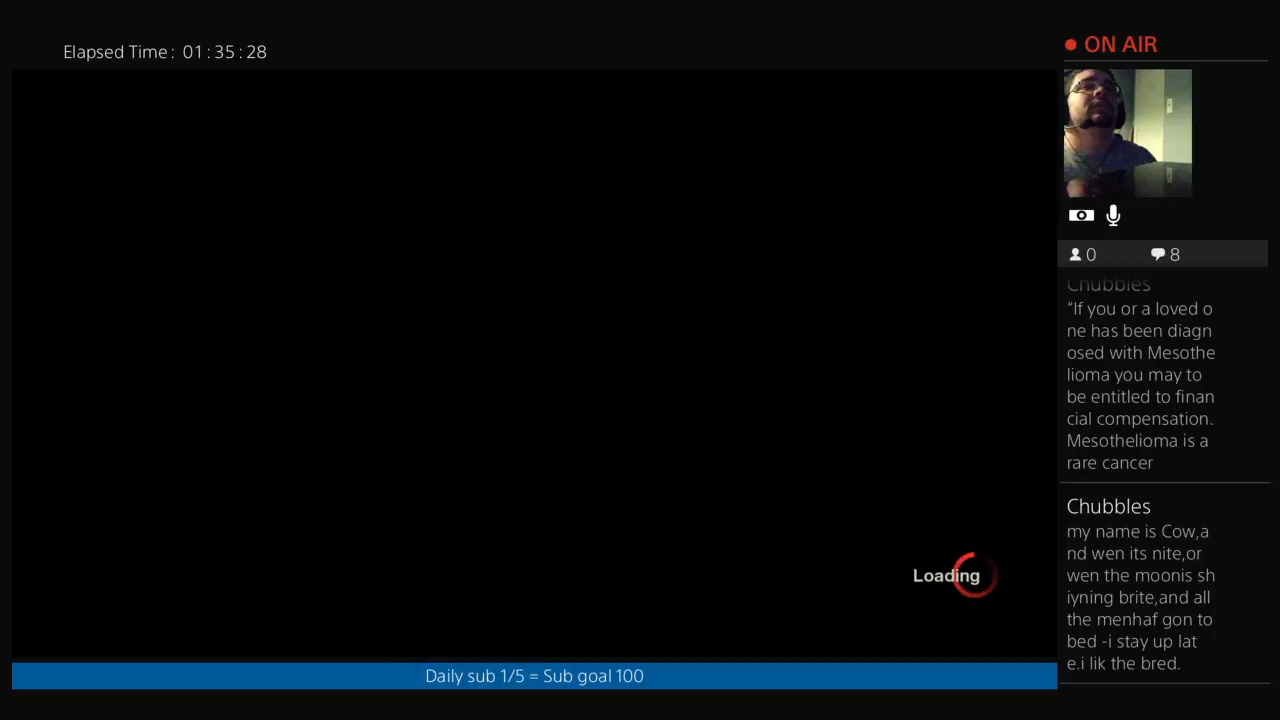 Elapsed Time: 01:35:28
ON AIR
0
8
Chubbles
“If you or a loved o
ne has been diagn
osed with Mesothe
lioma you may to
be entitled to finan
cial compensation.
Mesothelioma is a
rare cancer
Chubbles
my name is Cow,a
nd wen its nite,or
wen the moonis sh
iyning brite,and all
the menhaf gon to
bed -i stay up lat
e.i lik the bred.
Loading
Daily sub 1/5 = Sub goal 100